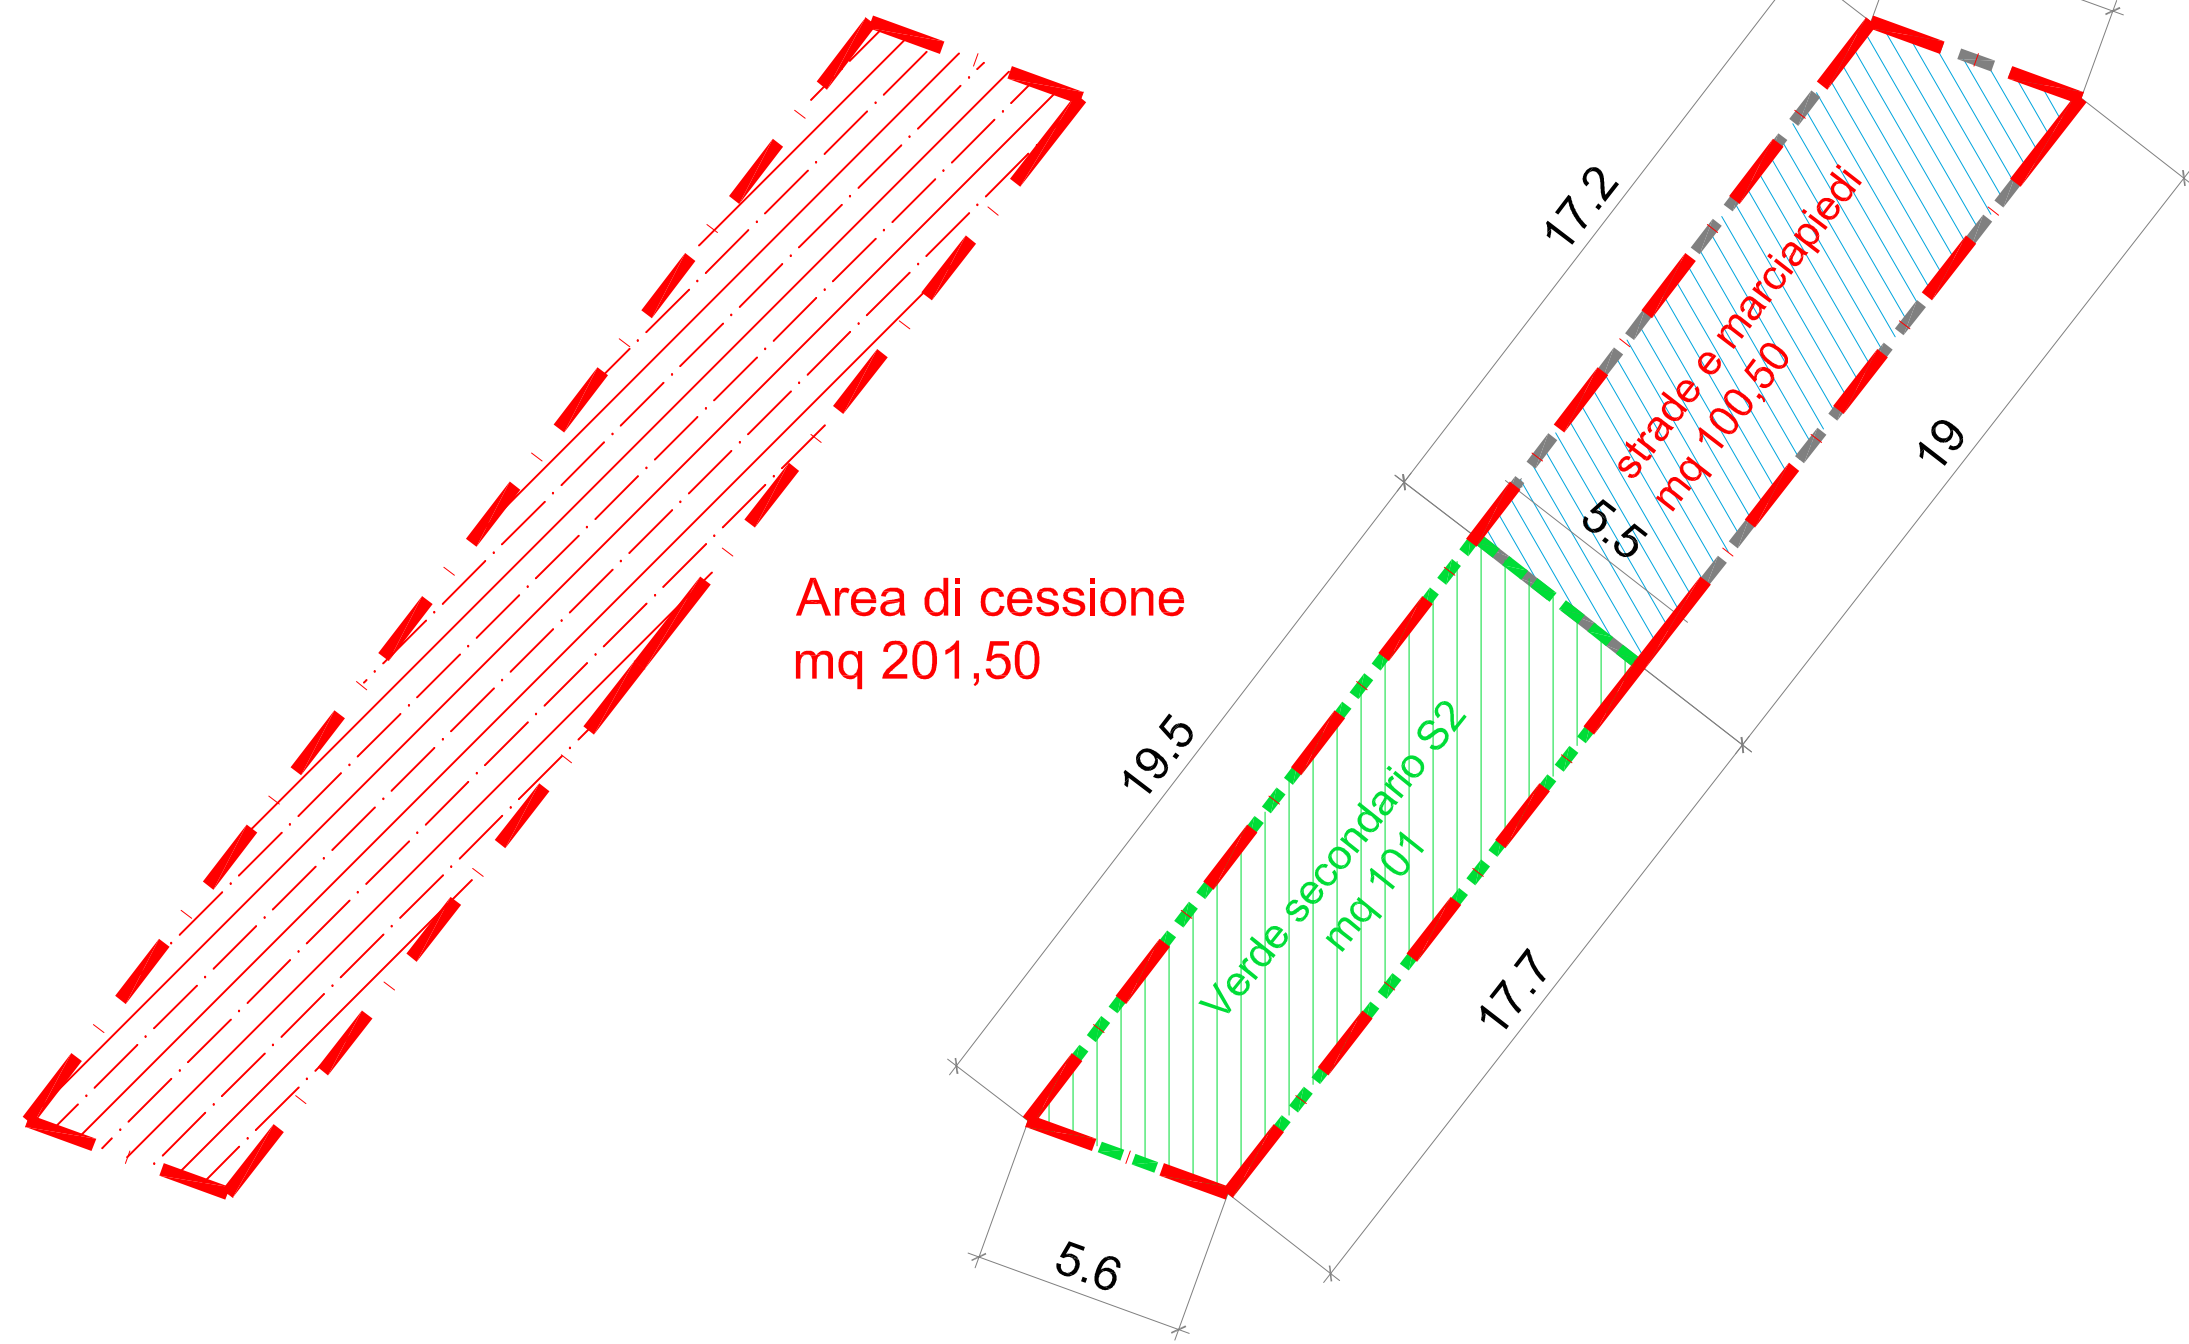 Area di cessione
mq 201,50
17.2
strade e marciapiedi
mq 100,50
19
5.5
19.5
Verde secondario S2
mq 101
17.7
5.6